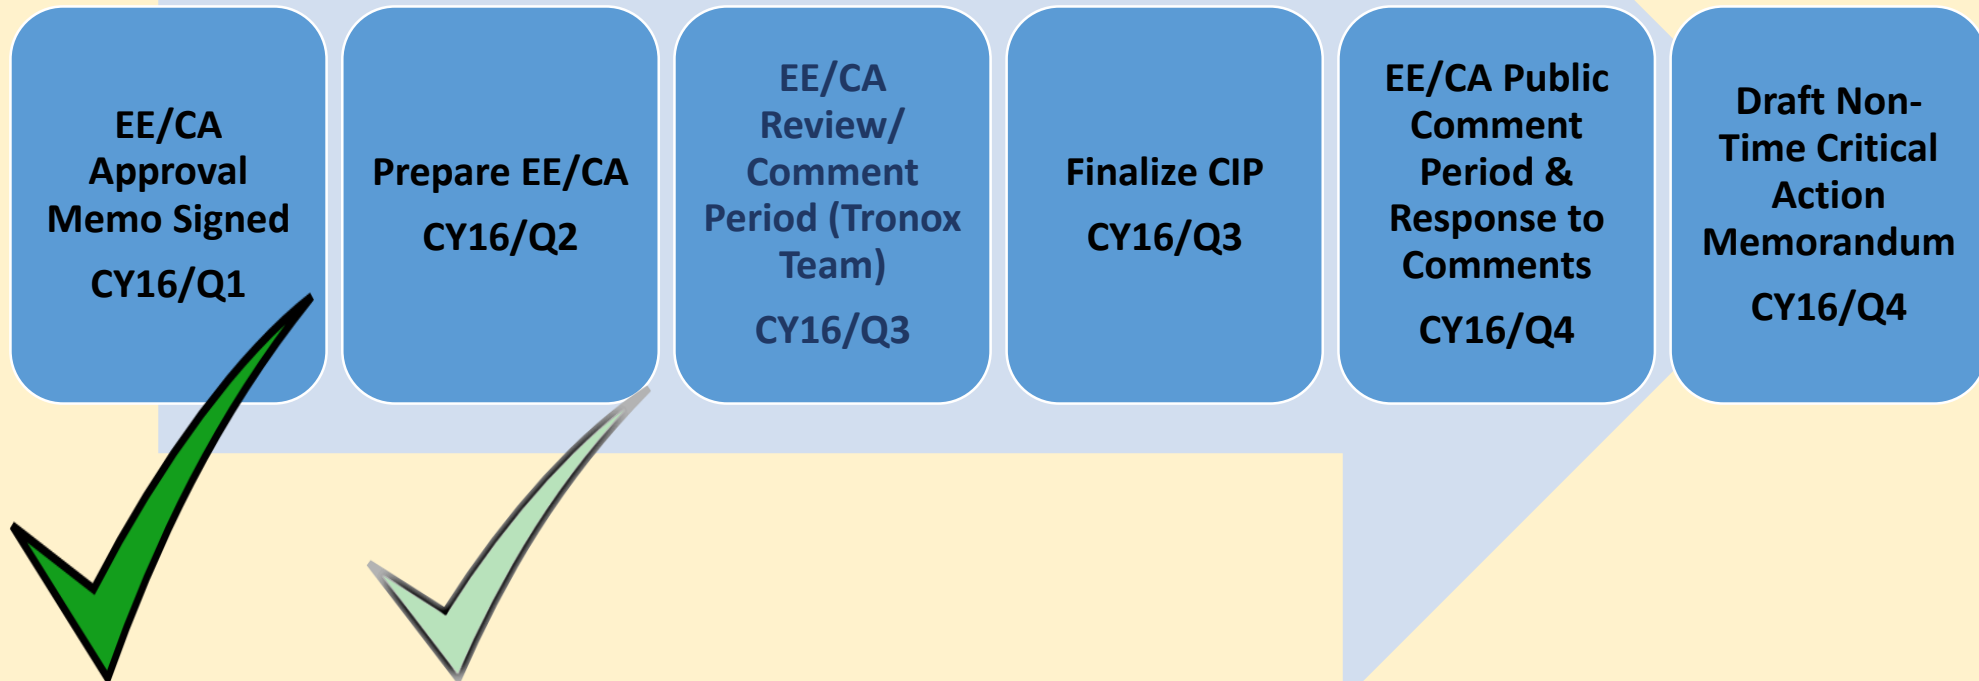 EE/CA
Approval
Memo Signed
CY16/Q1
Prepare EE/CA
CY16/Q2
EE/CA
Review/
Comment
Period (Tronox
Team)
CY16/Q3
Finalize CIP
CY16/Q3
EE/CA Public
Comment
Period &
Response to
Comments
CY16/Q4
Draft Non-
Time Critical
Action
Memorandum
CY16/Q4